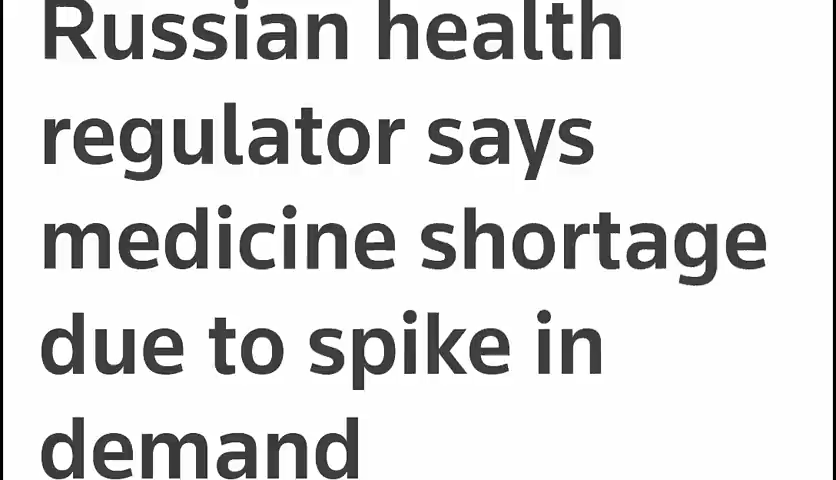 Russian health
regulator says
medicine shortage
due to spike in
demand